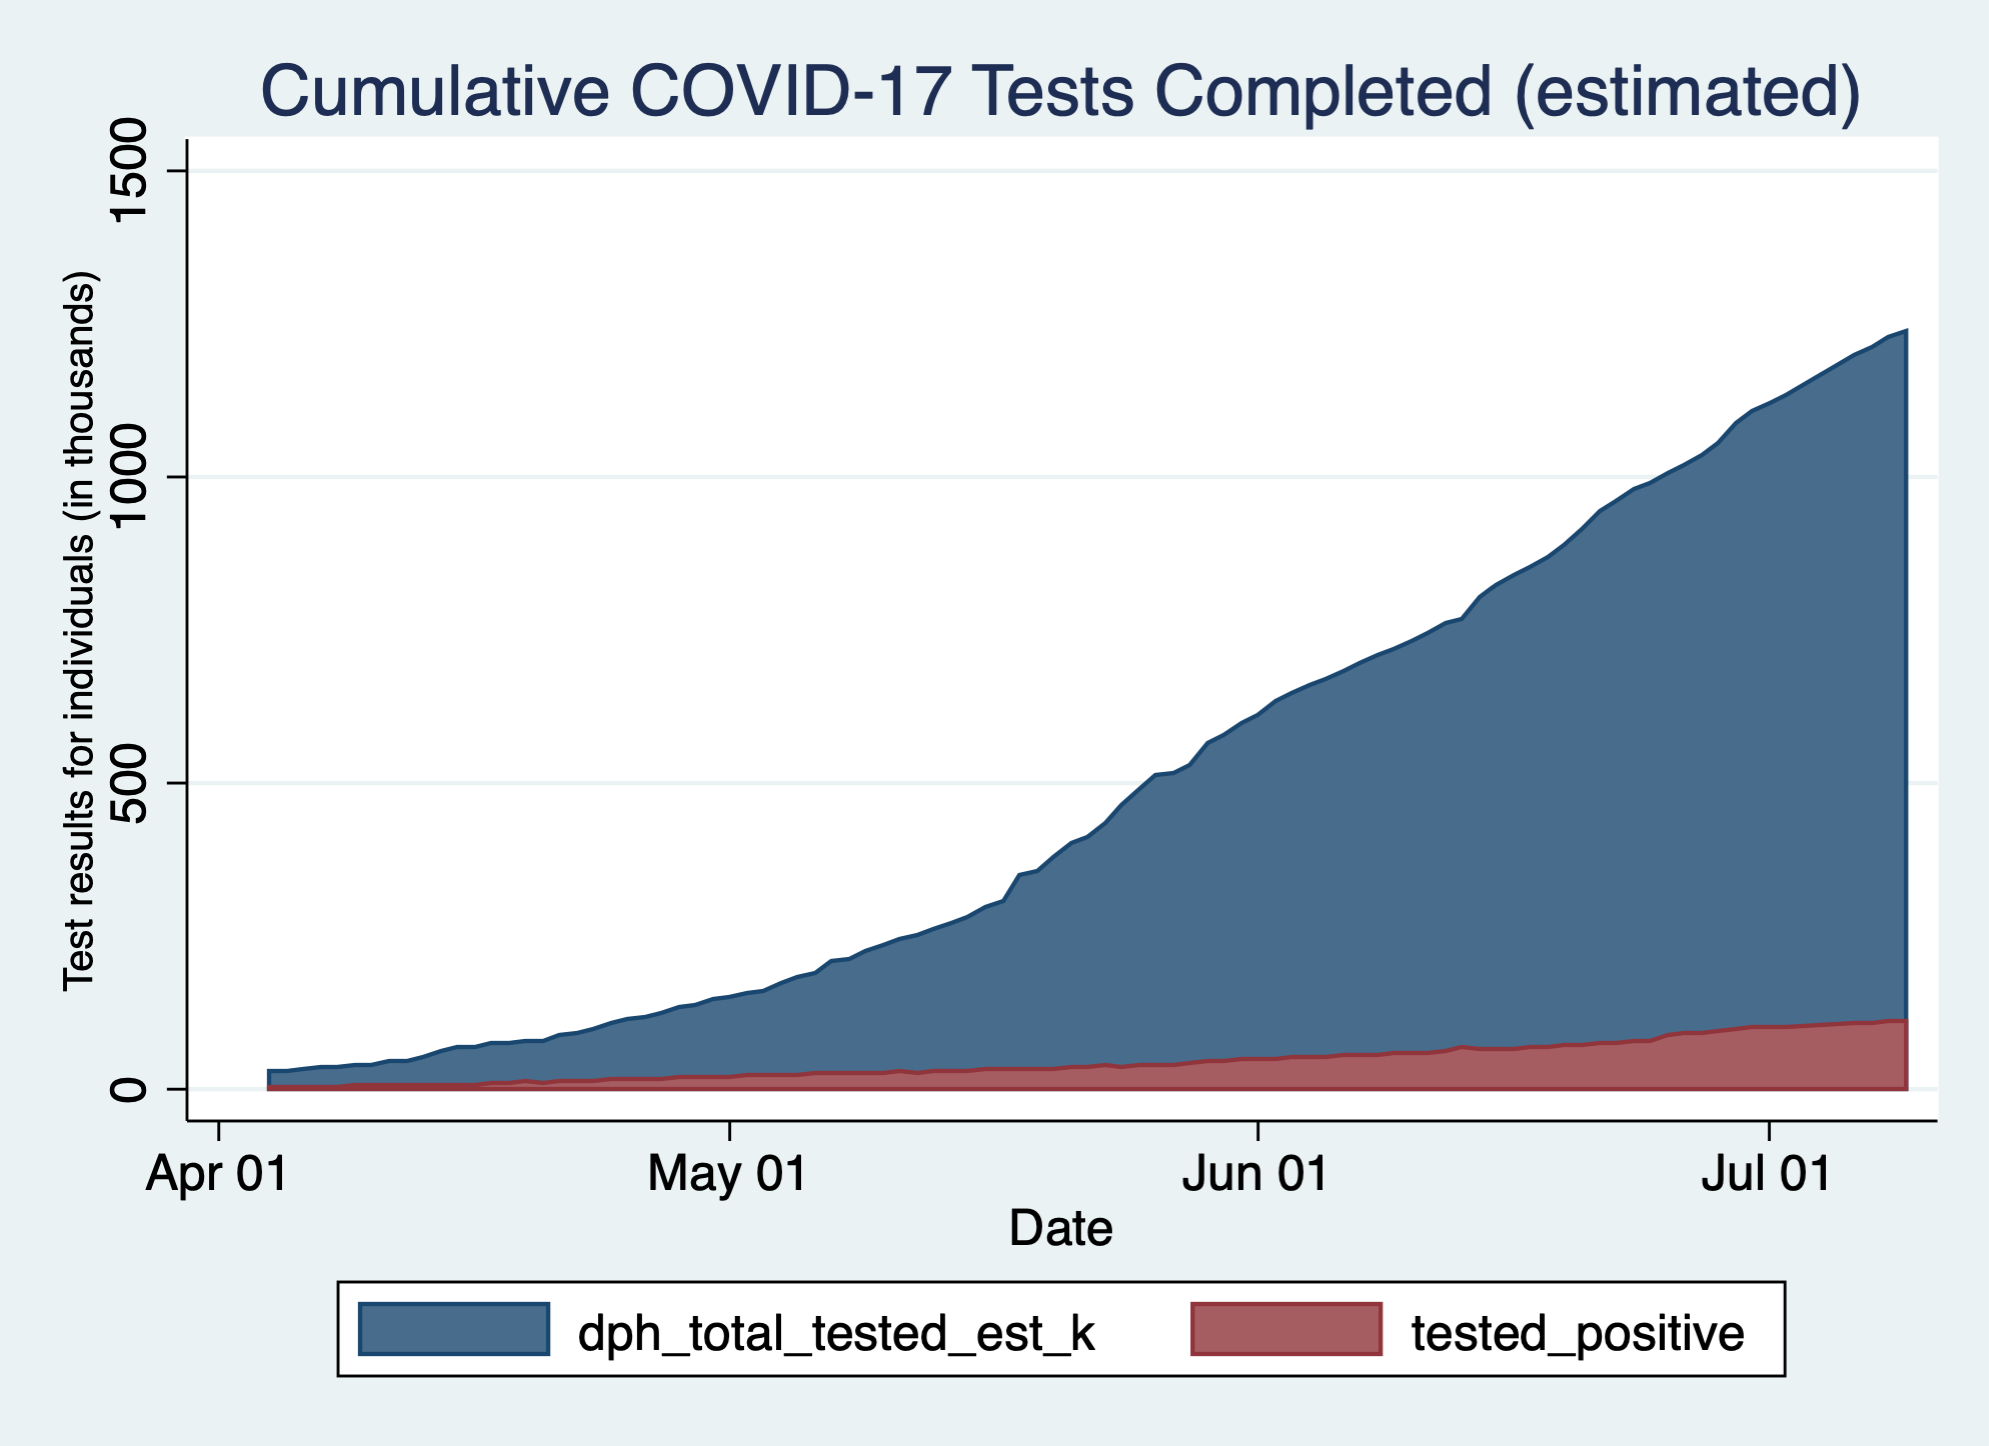 Cumulative COVID-17 Tests Completed (estimated)
Test results for individuals (in thousands)
1500
1000
500
0
Apr 01
May 01
Jun 01
Jul 01
Date
dph_total_tested_est_k
tested_positive